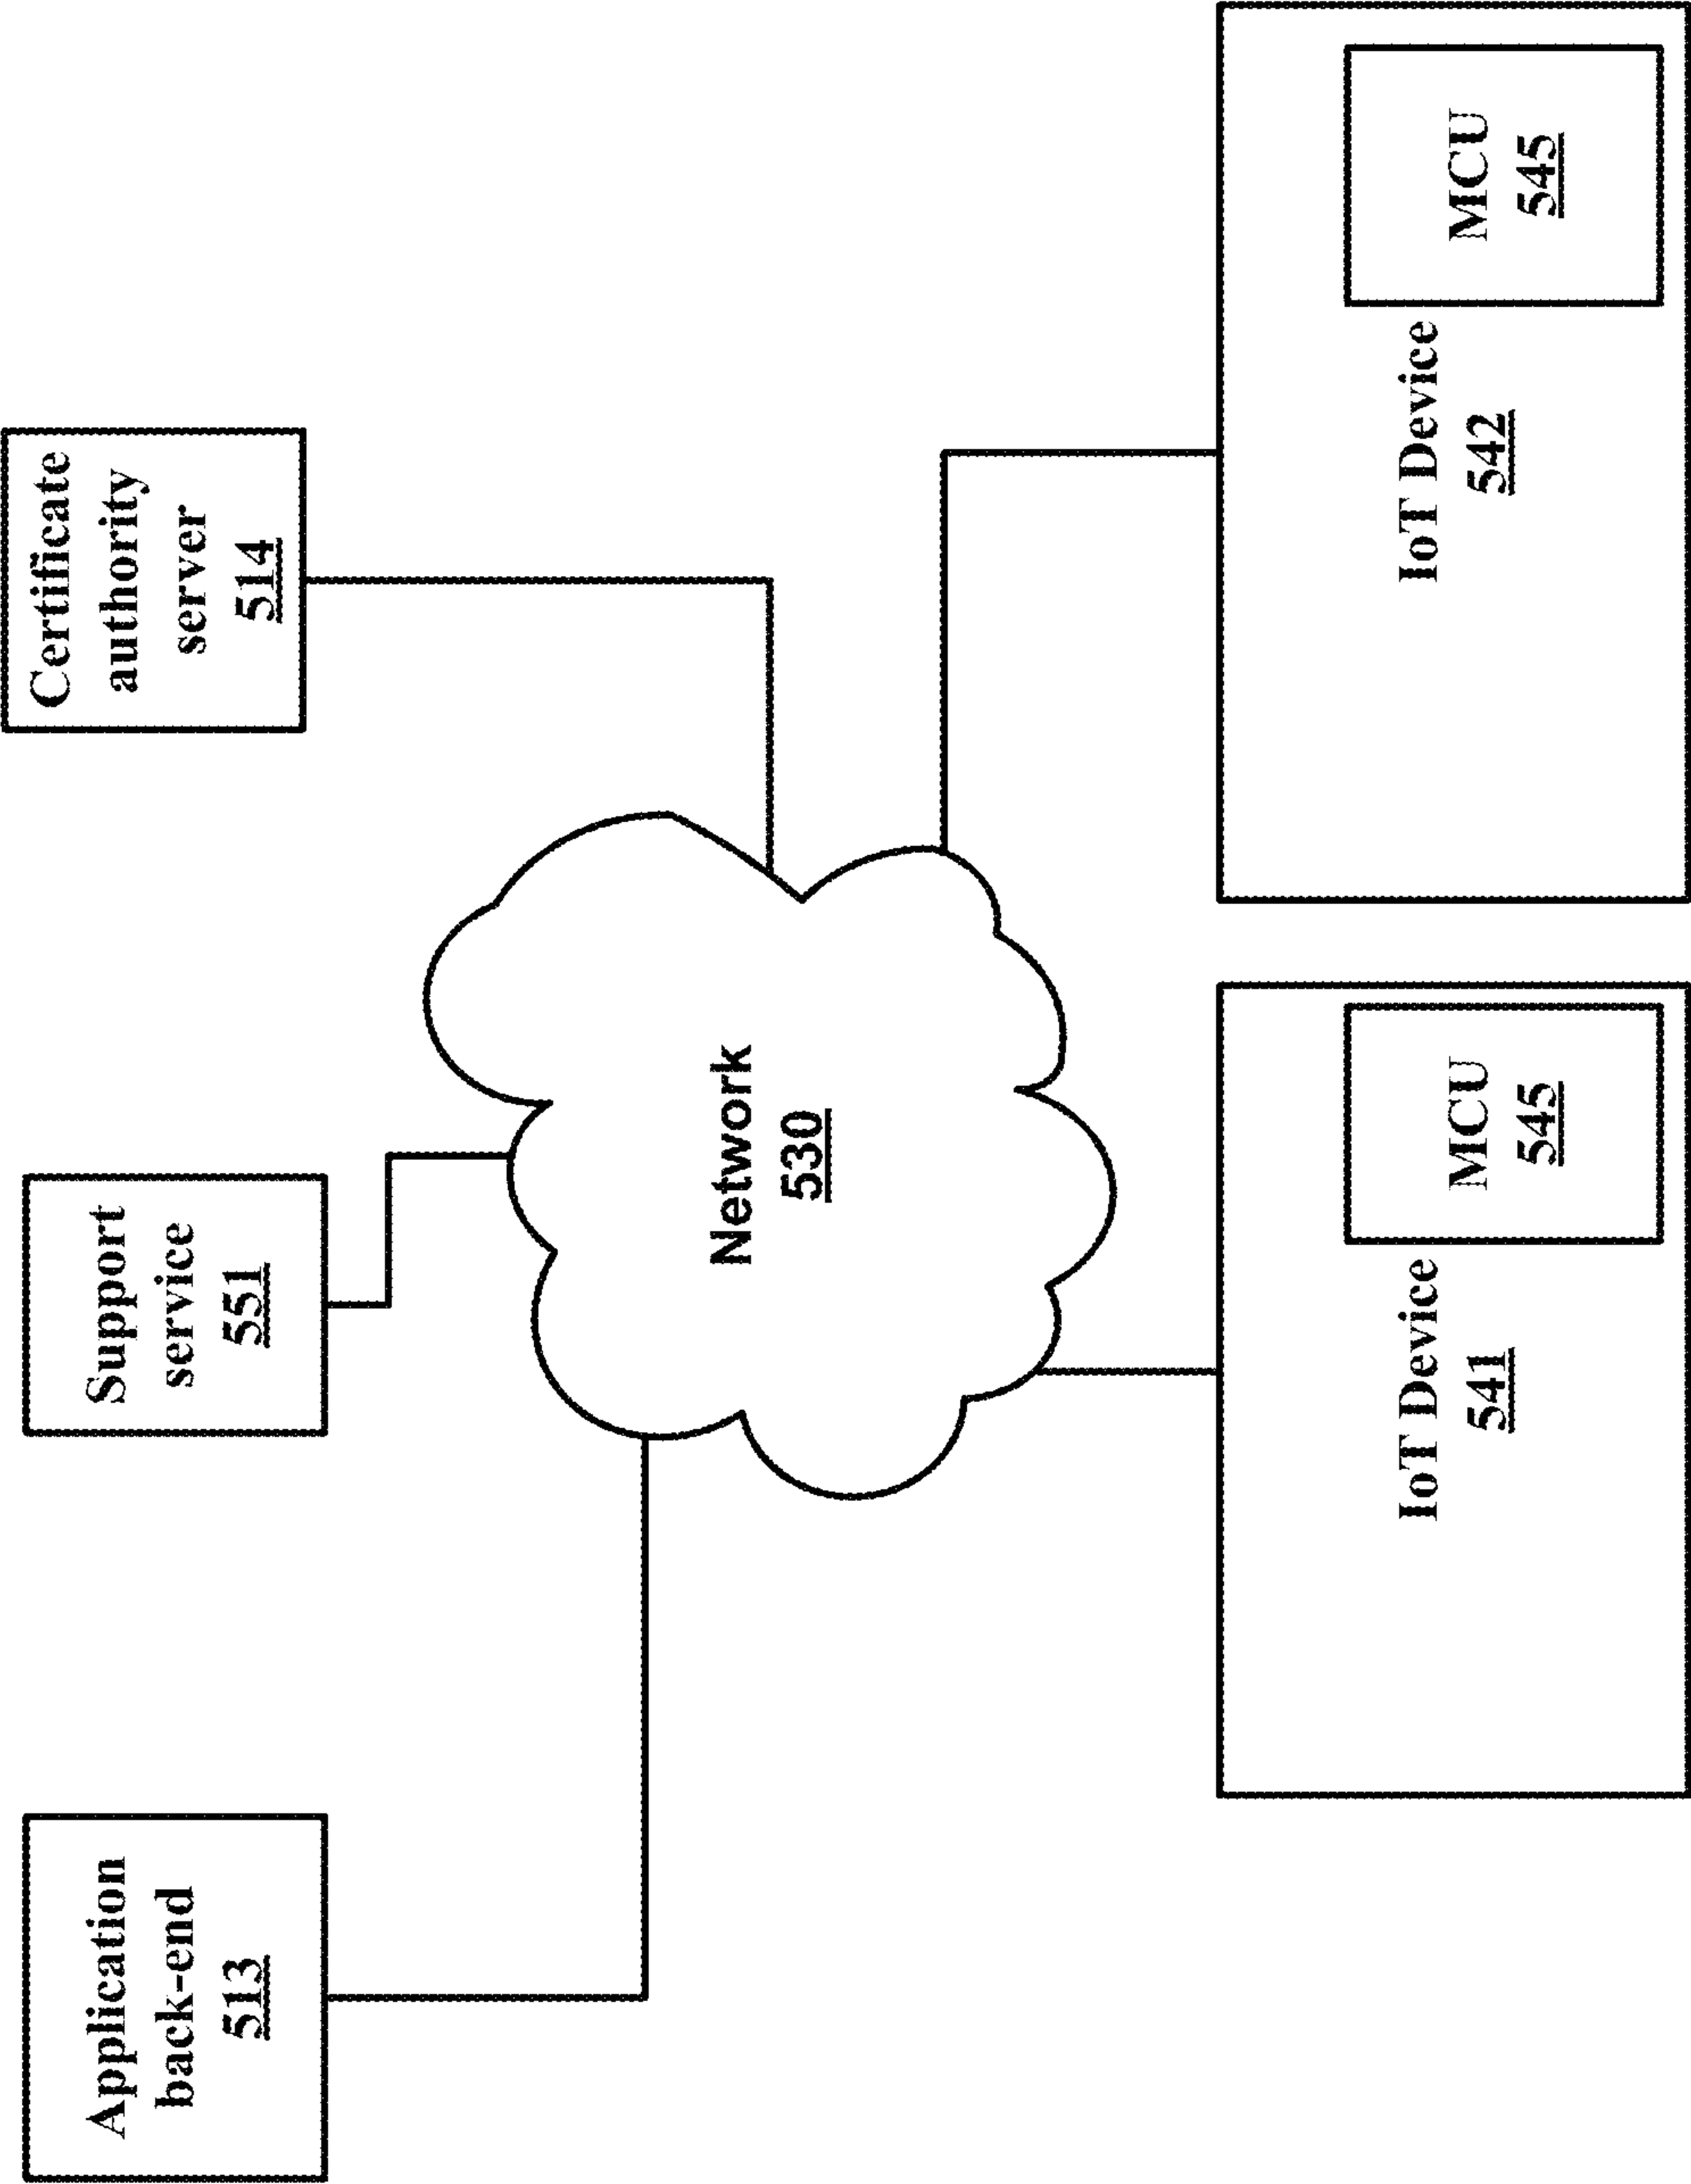 Application
back-end
513
Support
service
551
Certificate
authority
server
514
Network
530
IoT Device
541
MCU
545
IoT Device
542
MCU
545